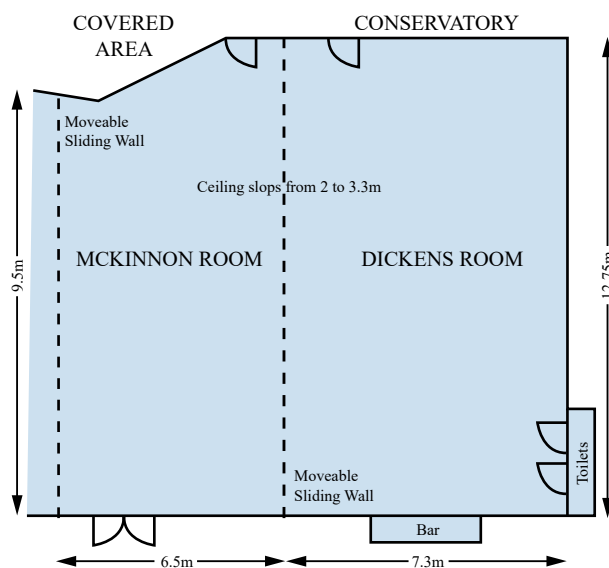 COVERED
AREA
CONSERVATORY
Moveable
Sliding Wall
Ceiling slops from 2 to 3.3m
MCKINNON ROOM
DICKENS ROOM
9.5m
12.75m
Moveable
Sliding Wall
Toilets
Bar
6.5m
7.3m